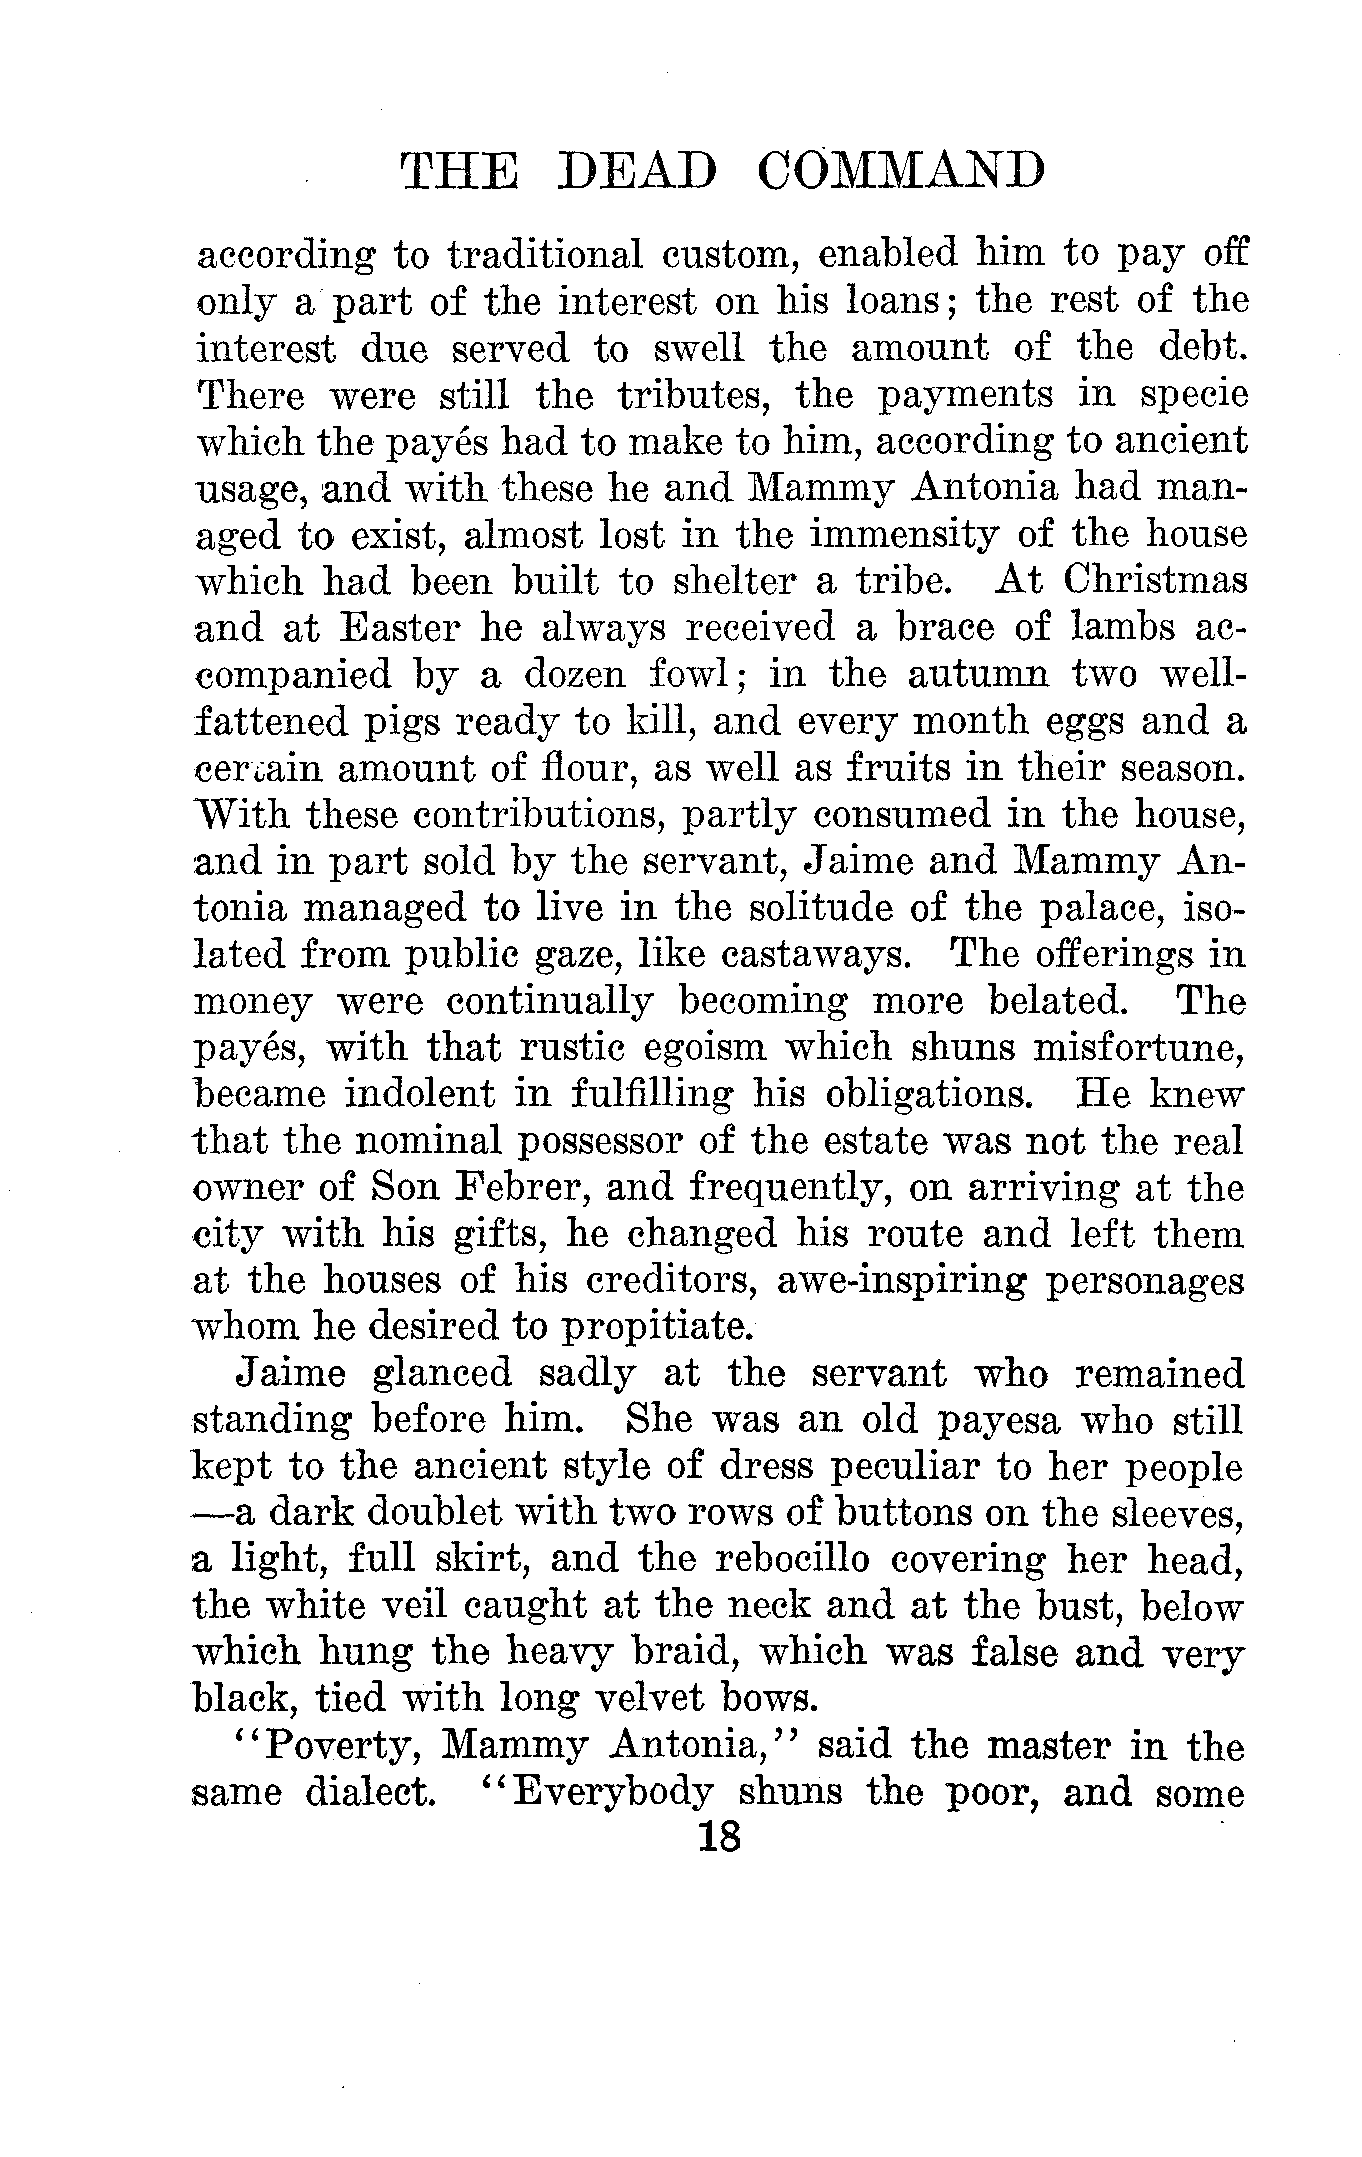 THE DEAD COMMAND
according to traditional custom, enabled him to pay off
only a part of the interest on his loans; the rest of the
interest due served to swell the amount of the debt.
There were still the tributes, the payments in specie
which the payés had to make to him, according to ancient
usage, and with these he and Mammy Antonia had man-
aged to exist, almost lost in the immensity of the house
which had been built to shelter a tribe. At Christmas
and at Easter he always received a brace of lambs ac-
companied by a dozen fowl; in the autumn two well-
fattened pigs ready to kill, and every month eggs and a
certain amount of flour, as well as fruits in their season.
With these contributions, partly consumed in the house,
and in part sold by the servant, Jaime and Mammy An-
tonia managed to live in the solitude of the palace, iso-
lated from public gaze, like castaways. The offerings in
money were continually becoming more belated. The
payés, with that rustic egoism which shuns misfortune,
became indolent in fulfilling his obligations. He knew
that the nominal possessor of the estate was not the real
owner of Son Febrer, and frequently, on arriving at the
city with his gifts, he changed his route and left them
at the houses of his creditors, awe-inspiring personages
whom he desired to propitiate.
Jaime glanced sadly at the servant who remained
standing before him. She was an old payesa who still
kept to the ancient style of dress peculiar to her people
—a dark doublet with two rows of buttons on the sleeves,
a light, full skirt, and the rebocillo covering her head,
the white veil caught at the neck and at the bust, below
which hung the heavy braid, which was false and very
black, tied with long velvet bows.
‘‘Poverty, Mammy Antonia,’’ said the master in the
same dialect. ‘‘Everybody shuns the poor, and some
18